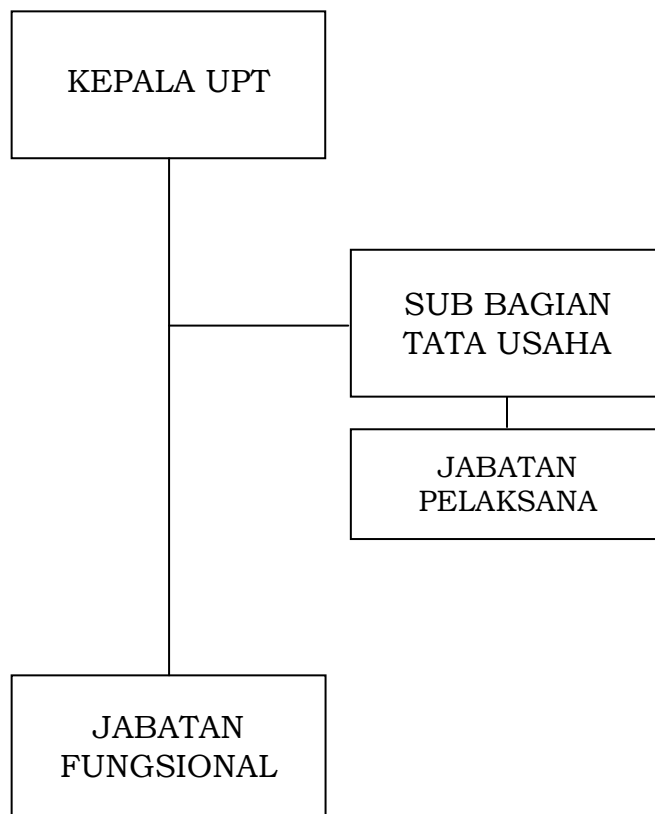 KEPALA UPT
SUB BAGIAN
TATA USAHA
JABATAN
PELAKSANA
JABATAN
FUNGSIONAL